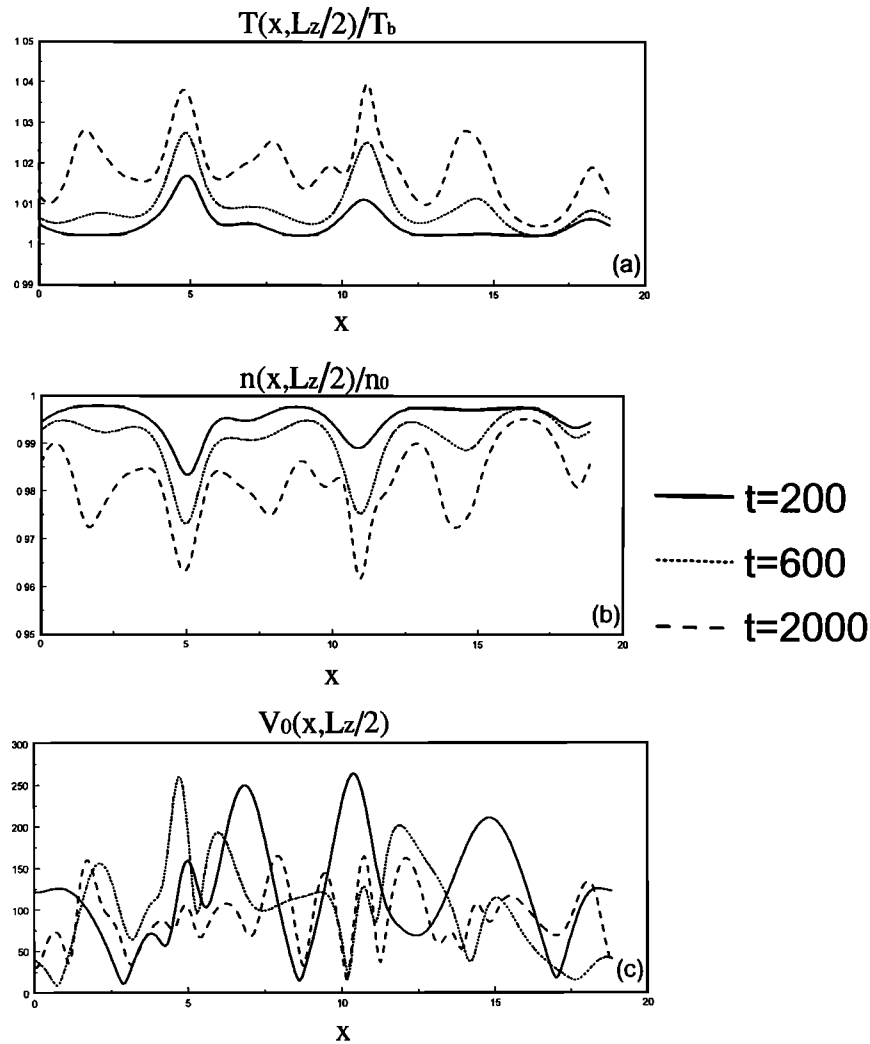 T(x,Lz/2)/Tb
1 05
1 04
1 03
1 02
1 01
1
0 99
(a)
0
5
10
15
20
x
n(x,Lz/2)/n0
1
0 99
0 98
0 97
0 96
0 95
(b)
0
5
10
15
20
x
t=200
t=600
t=2000
V0(x,Lz/2)
300
250
200
150
100
50
0
(c)
0
5
10
15
20
x